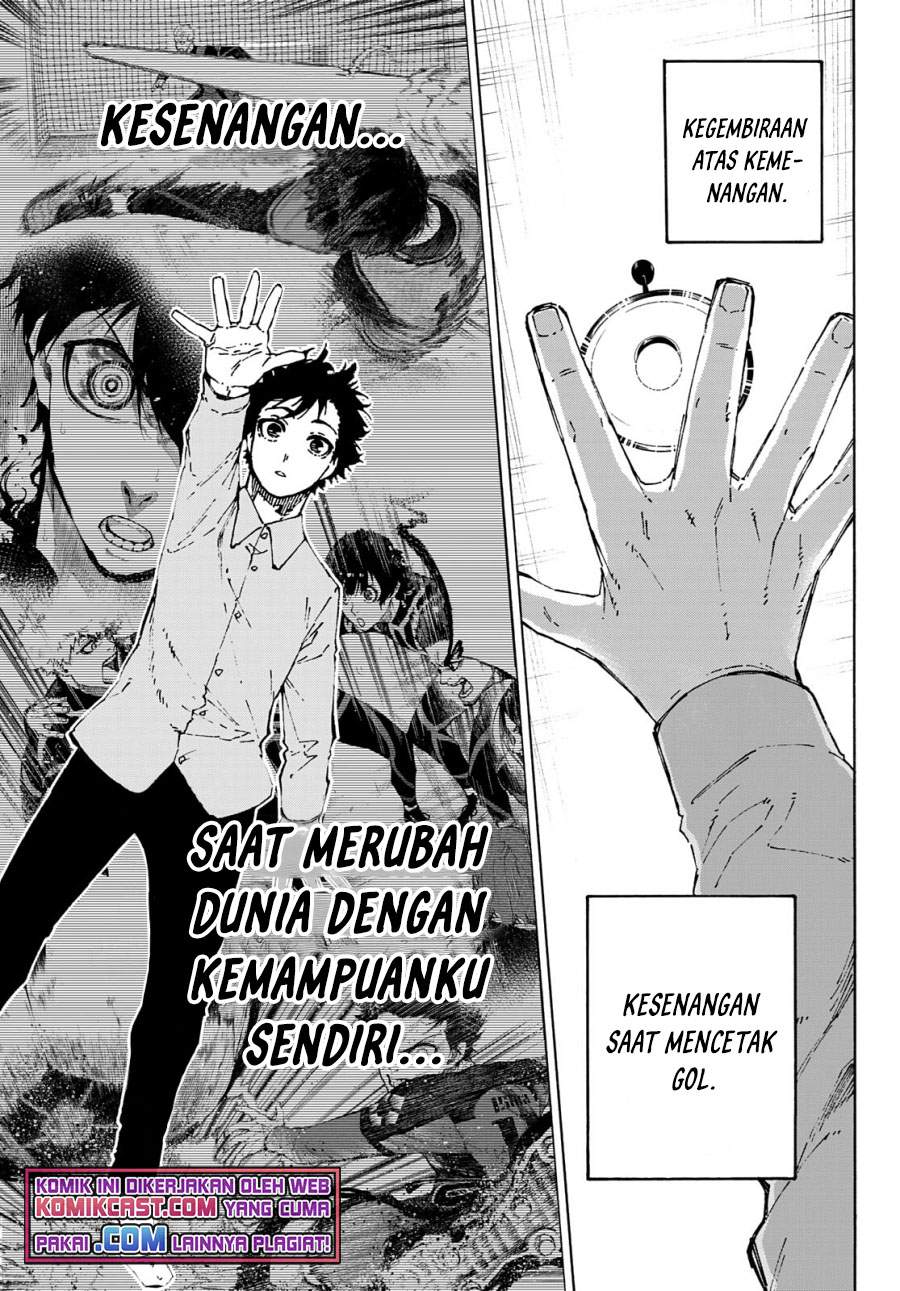 KEGEMBIRAAN
ATAS KEME-
NANGAN.
KESENANGAN
SAAT MENCETAK
GOL.
KESENANGAN...
SAAT MERUBAH
DUNIA DENGAN
KEMAMPUANKU
SENDIRI...
KOMIK INI DIKERJAKAN OLEH WEB
KOMIKCAST.COM YANG CUMA
PAKAI .COM LAINNYA PLAGIAT!